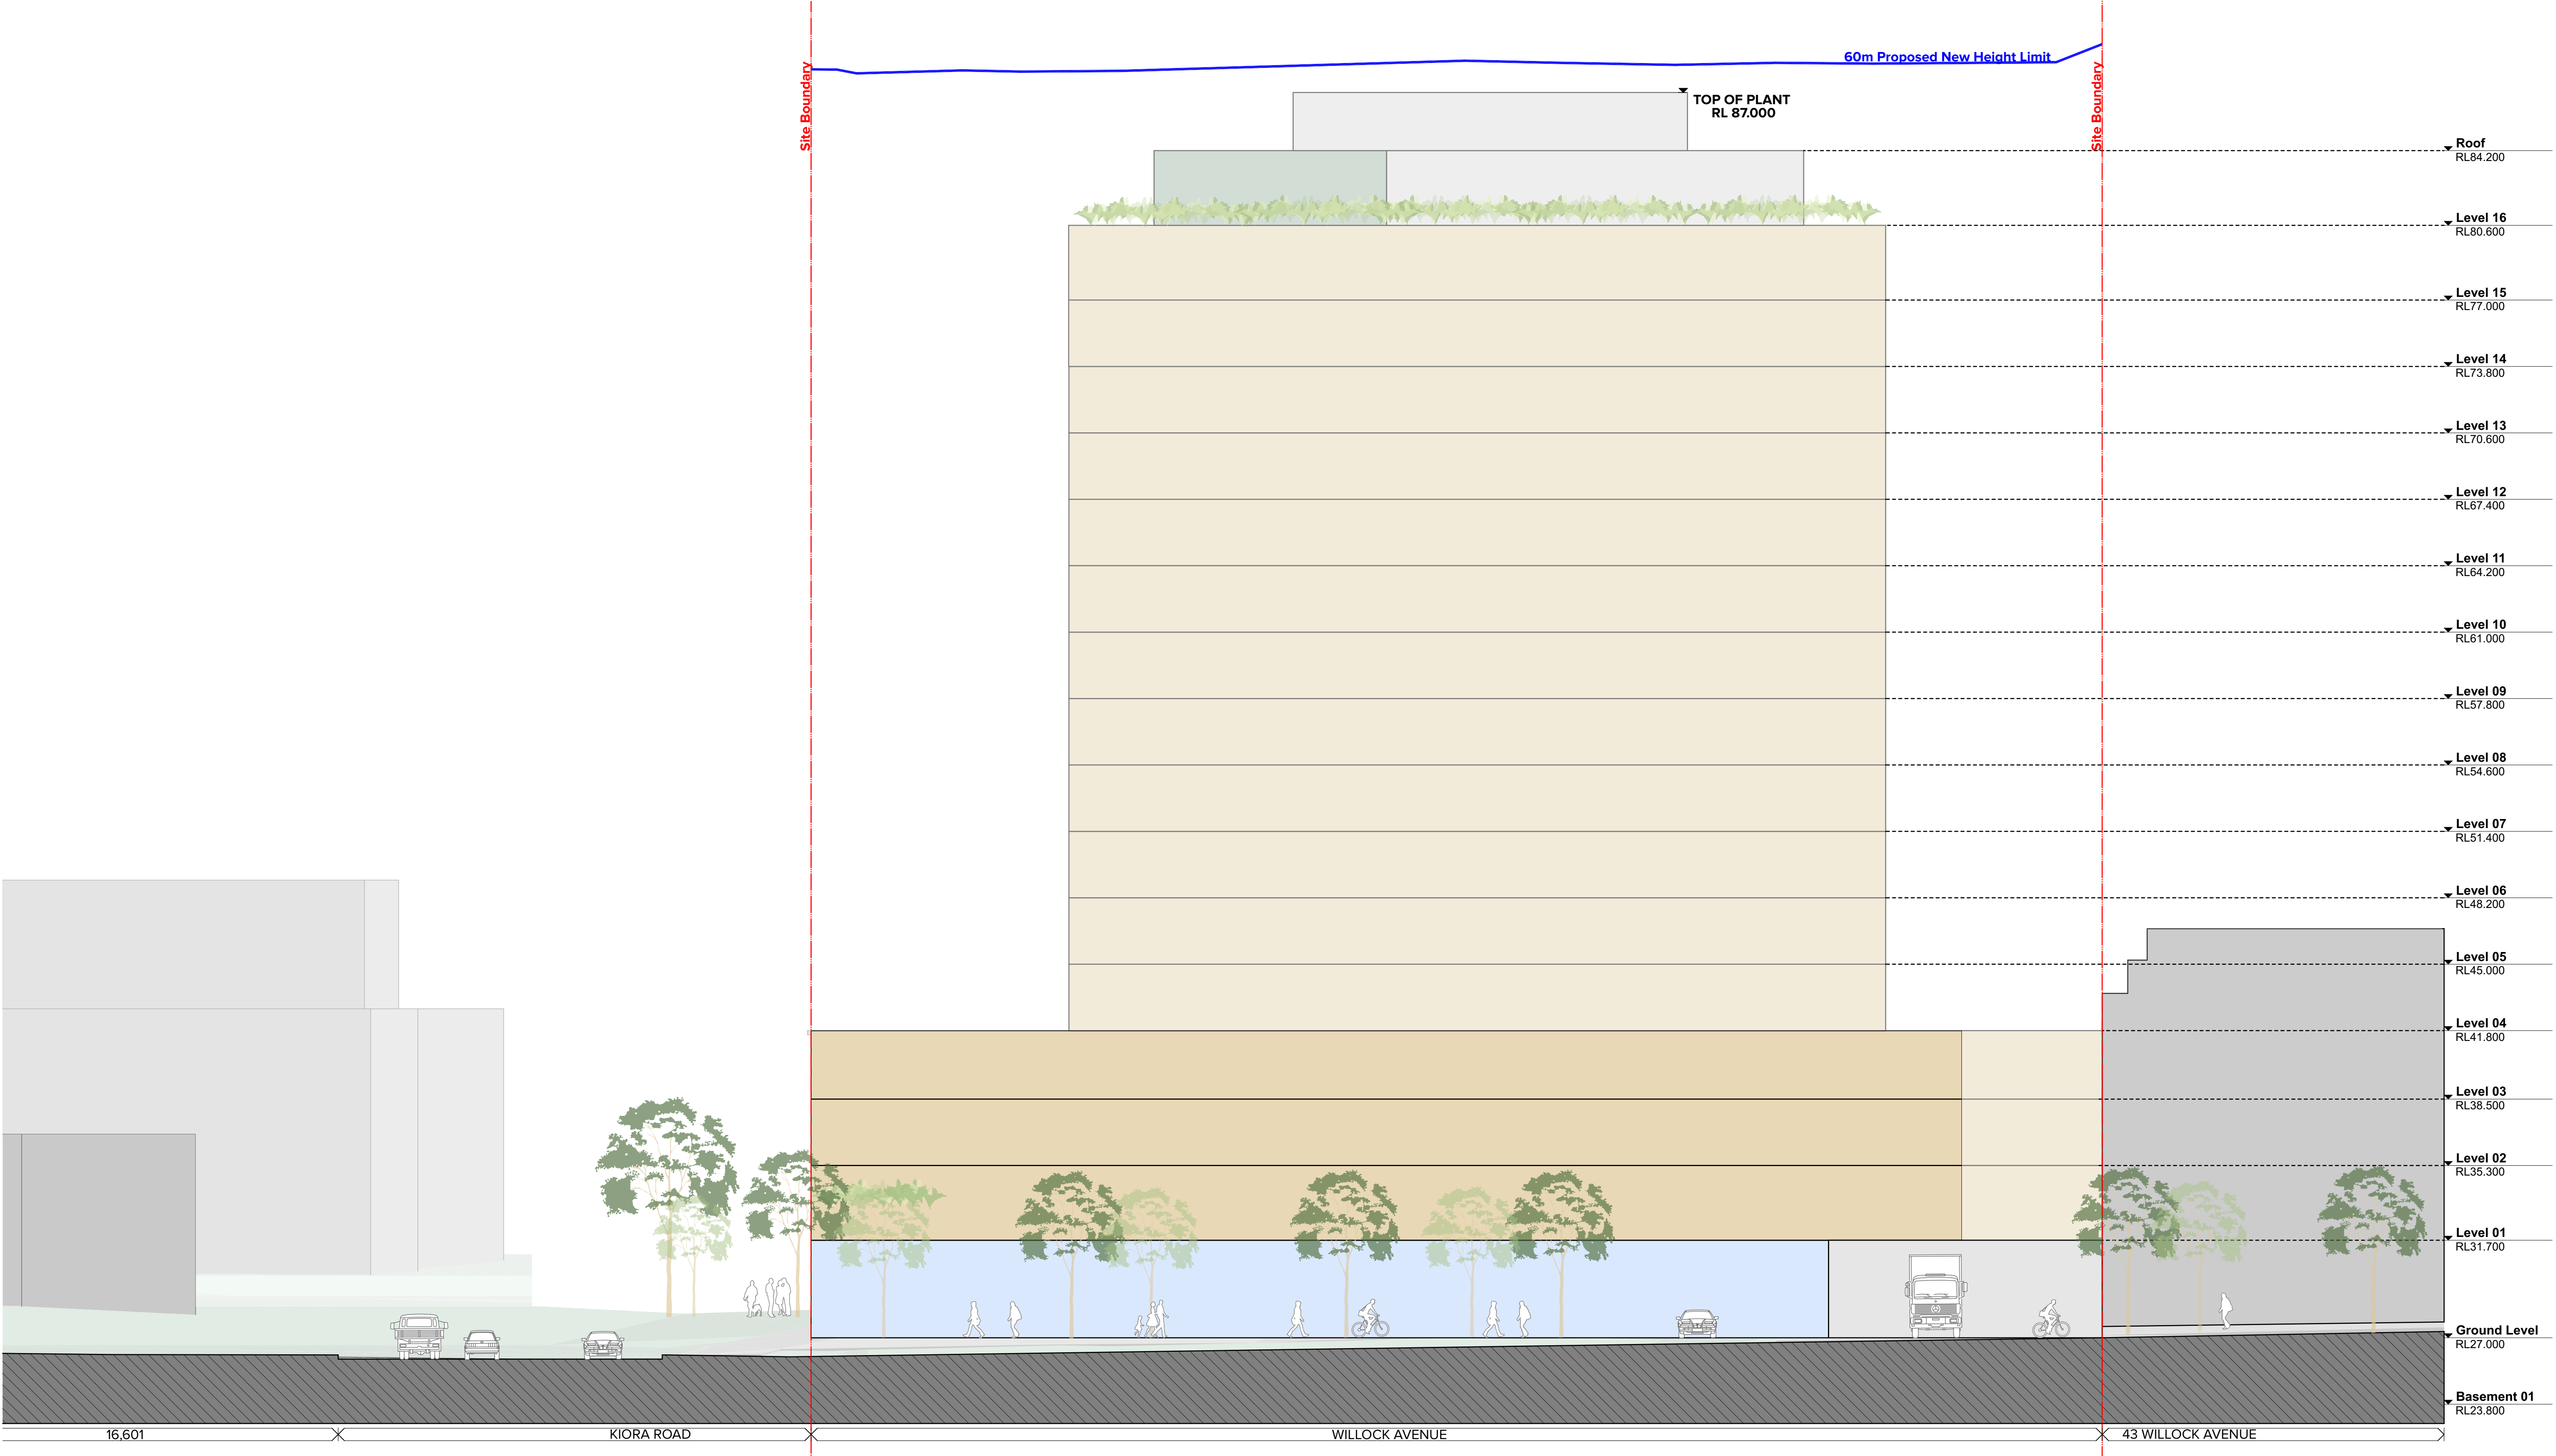 60m Proposed New Height Limit
Site Boundary
Site Boundary
TOP OF PLANT
RL 87.000
Roof
RL84.200
Level 16
RL80.600
Level 15
RL77.000
Level 14
RL73.800
Level 13
RL70.600
Level 12
RL67.400
Level 11
RL64.200
Level 10
RL61.000
Level 09
RL57.800
Level 08
RL54.600
Level 07
RL51.400
Level 06
RL48.200
Level 05
RL45.000
Level 04
RL41.800
Level 03
RL38.500
Level 02
RL35.300
Level 01
RL31.700
Ground Level
RL27.000
Basement 01
RL23.800
16,601
KIORA ROAD
WILLOCK AVENUE
43 WILLOCK AVENUE